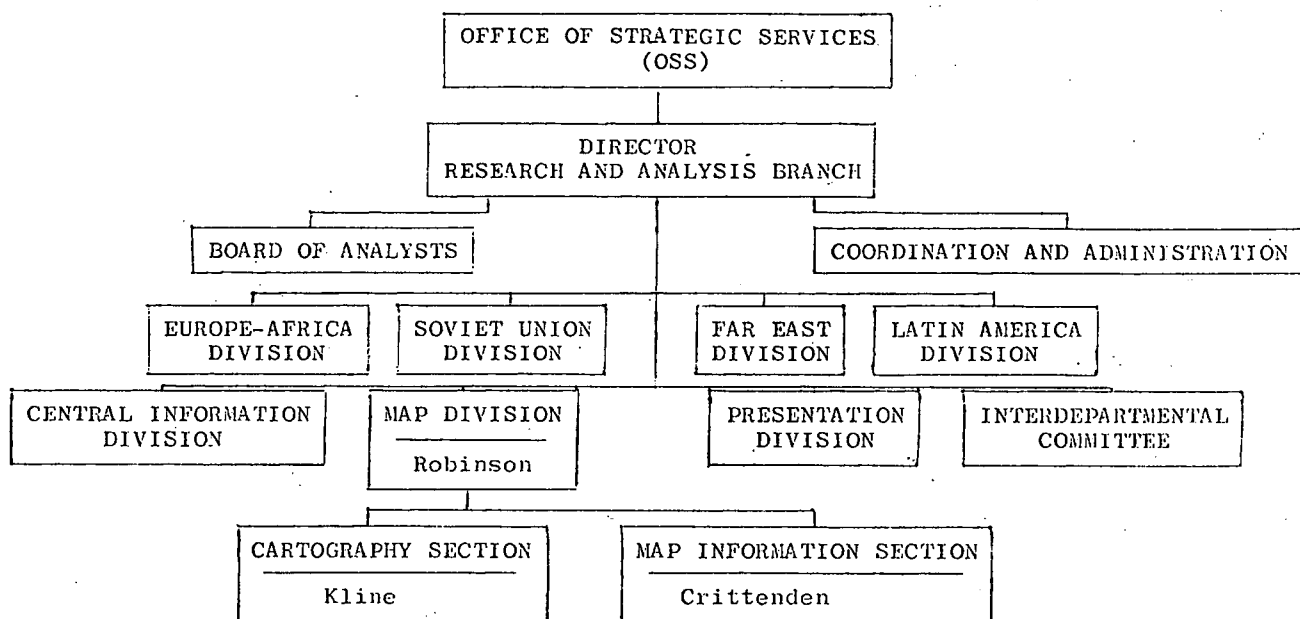 OFFICE OF STRATEGIC SERVICES
(OSS)
DIRECTOR
RESEARCH AND ANALYSIS BRANCH
BOARD OF ANALYSTS
COORDINATION AND ADMINISTRATION
EUROPE-AFRICA
DIVISION
SOVIET UNION
DIVISION
FAR EAST
DIVISION
LATIN AMERICA
DIVISION
CENTRAL INFORMATION
DIVISION
MAP DIVISION
Robinson
PRESENTATION
DIVISION
INTERDEPARTMENTAL
COMMITTEE
CARTOGRAPHY SECTION
Kline
MAP INFORMATION SECTION
Crittenden